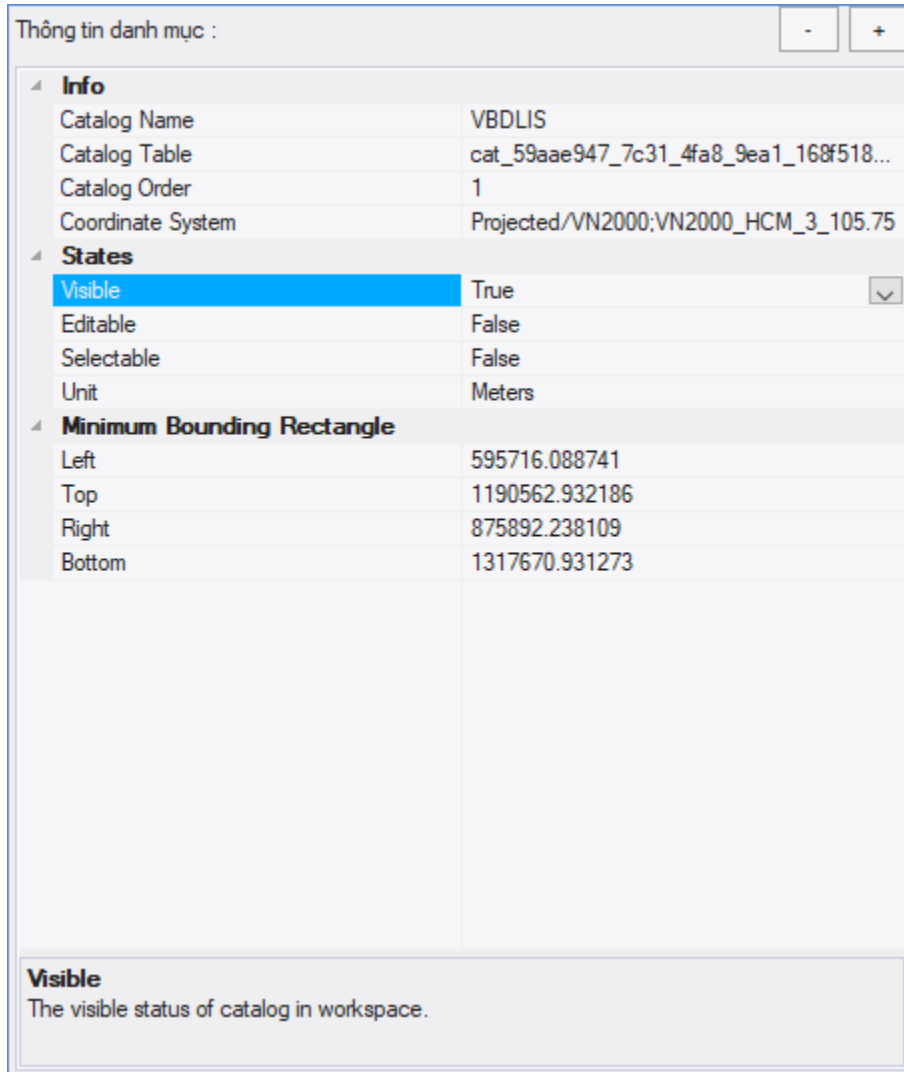 Thông tin danh mục :
- +
Info
Catalog Name VBDLIS
Catalog Table cat_59aae947_7c31_4fa8_9ea1_168f518...
Catalog Order 1
Coordinate System Projected/VN2000;VN2000_HCM_3_105.75
States
Visible True
Editable False
Selectable False
Unit Meters
Minimum Bounding Rectangle
Left 595716.088741
Top 1190562.932186
Right 875892.238109
Bottom 1317670.931273
Visible
The visible status of catalog in workspace.